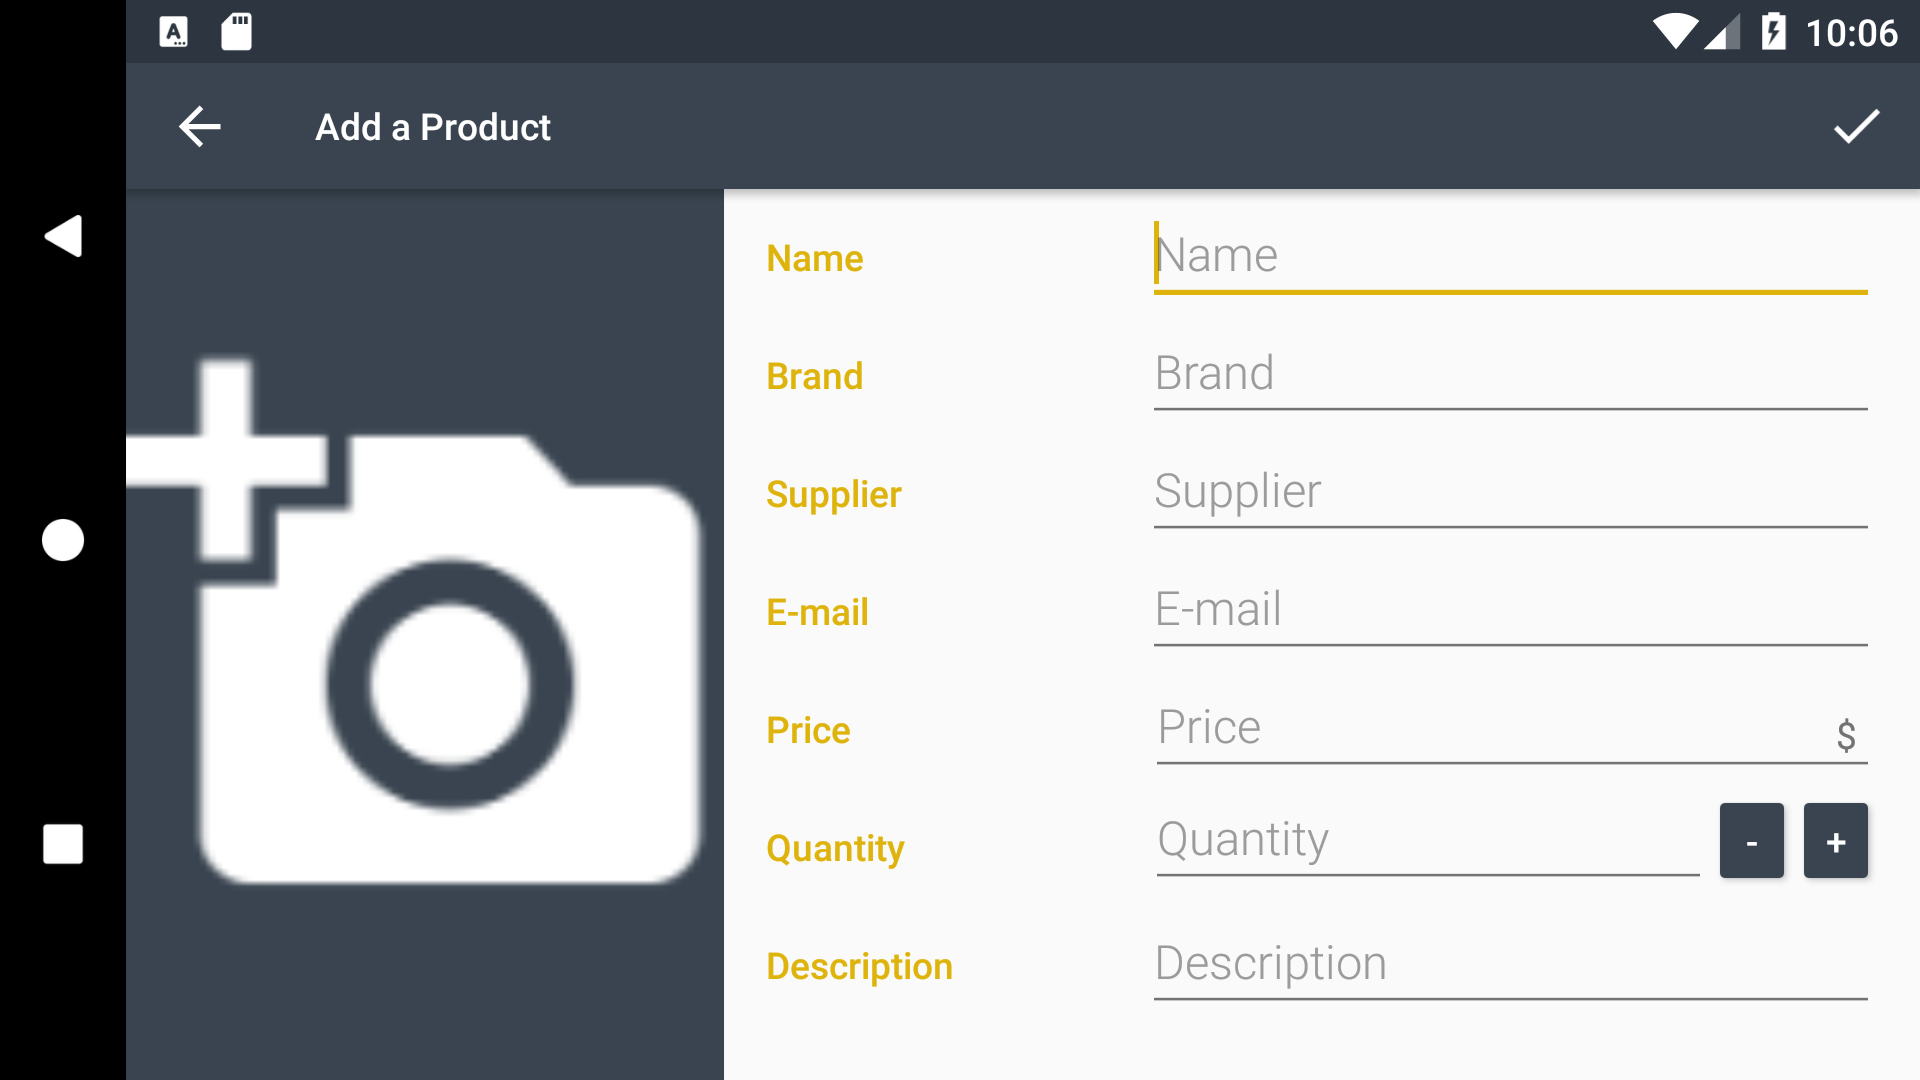 10:06
Add a Product
Name Name
Brand Brand
Supplier Supplier
E-mail E-mail
Price Price $
Quantity Quantity - +
Description Description